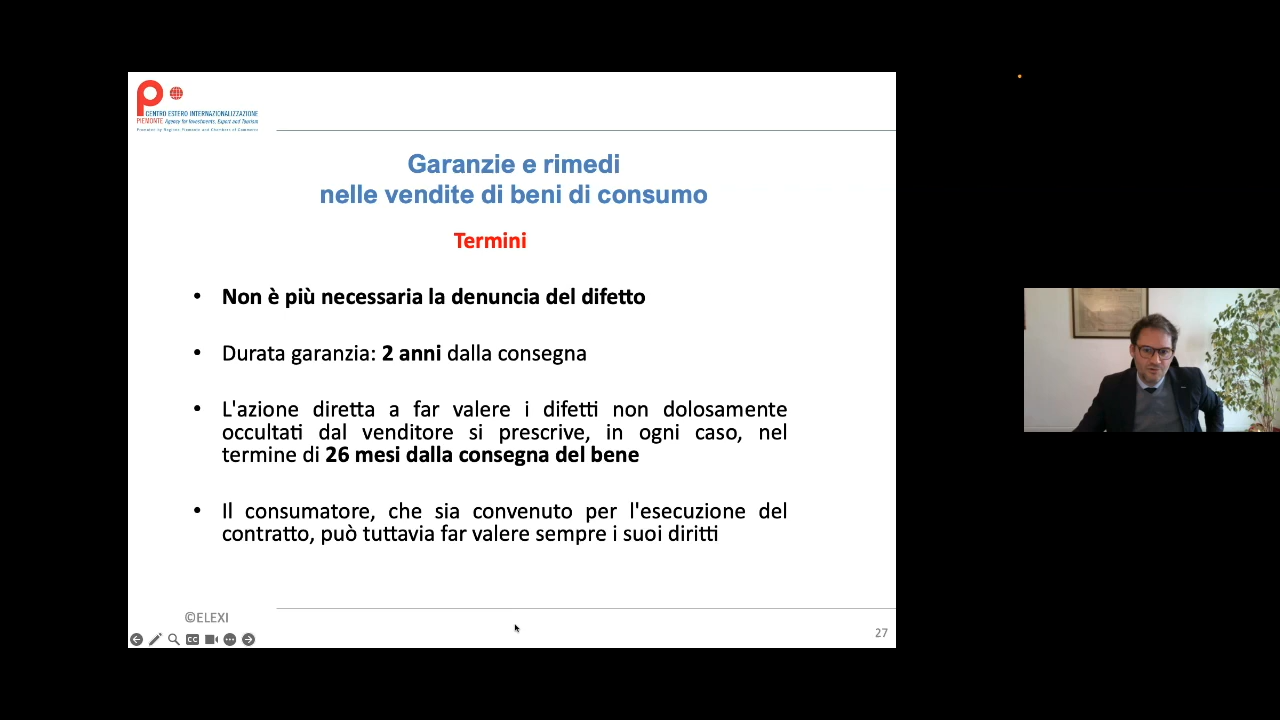 CENTRO ESTERO INTERNAZIONALIZZAZIONE
PIEMONTE Agency for Investments, Export and Tourism
Promoted by Regione Piemonte and Chambers of Commerce
Garanzie e rimedi
nelle vendite di beni di consumo
Termini
• Non è più necessaria la denuncia del difetto
• Durata garanzia: 2 anni dalla consegna
• L'azione diretta a far valere i difetti non dolosamente
occultati dal venditore si prescrive, in ogni caso, nel
termine di 26 mesi dalla consegna del bene
• Il consumatore, che sia convenuto per l'esecuzione del
contratto, può tuttavia far valere sempre i suoi diritti
©ELEXI
CC
27